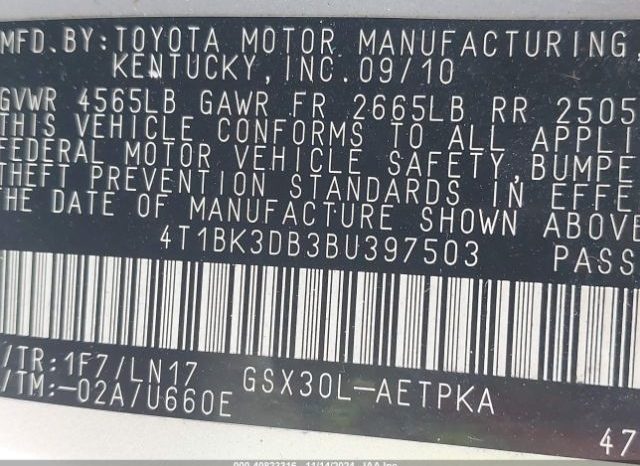 MFD. BY: TOYOTA MOTOR MANUFACTURING,
KENTUCKY, INC. 09/10
GVWR 4565LB GAWR FR 2665LB RR 2505
THIS VEHICLE CONFORMS TO ALL APPLI
FEDERAL MOTOR VEHICLE SAFETY, BUMPE
THEFT PREVENTION STANDARDS IN EFFE
THE DATE OF MANUFACTURE SHOWN ABOVE
4T1BK3DB3BU397503 PASS
/TR: 1F7/LN17
/TM: -02A/U660E GSX30L-AETPKA 47